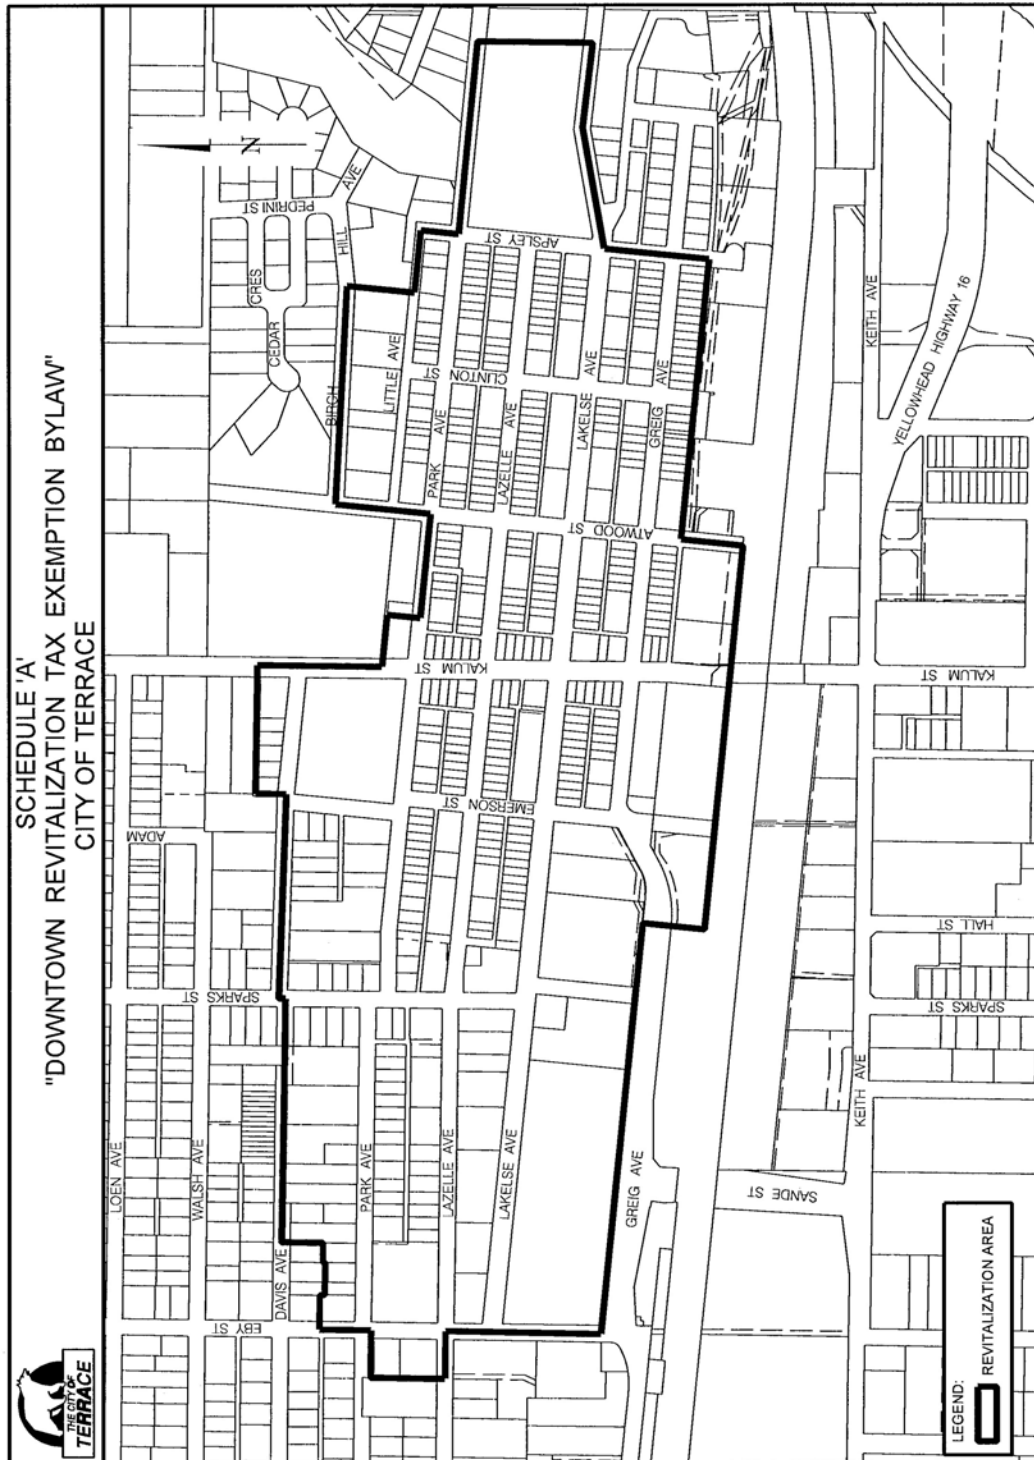 THE CITY OF
TERRACE
SCHEDULE 'A'
"DOWNTOWN REVITALIZATION TAX EXEMPTION BYLAW"
CITY OF TERRACE
N
LOEN AVE
ADAM
WALSH AVE
SPARKS ST
EBY ST
DAVIS AVE
CEDAR
CRES
PEDRINI ST
BIRCH
HILL
AVE
LITTLE AVE
PARK AVE
PARK AVE
CLINTON ST
APSLEY ST
LAZELLE AVE
LAZELLE AVE
KALUM ST
EMERSON ST
ATWOOD ST
LAKELSE AVE
LAKELSE AVE
GREIG AVE
GREIG AVE
SANDE ST
KEITH AVE
KEITH AVE
YELLOWHEAD HIGHWAY 16
KALUM ST
HALL ST
SPARKS ST
LEGEND:
REVITALIZATION AREA